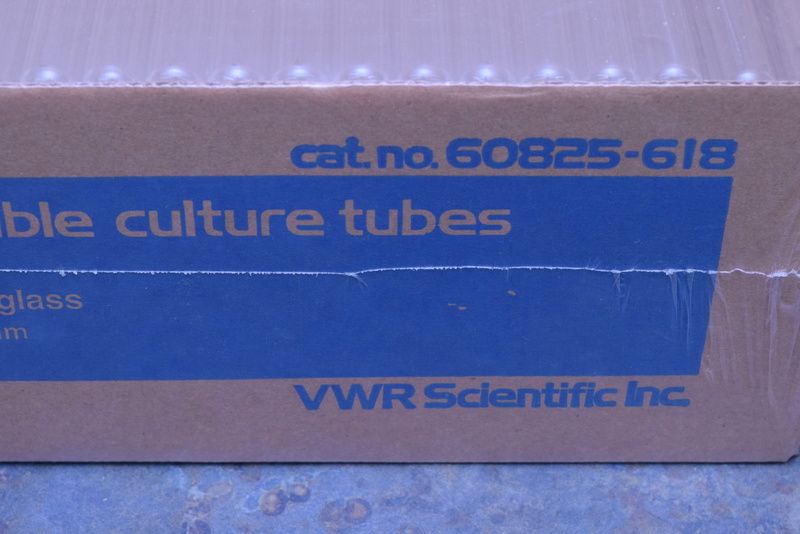 cat. no. 60825-618
ble culture tubes
glass
VWR Scientific Inc.